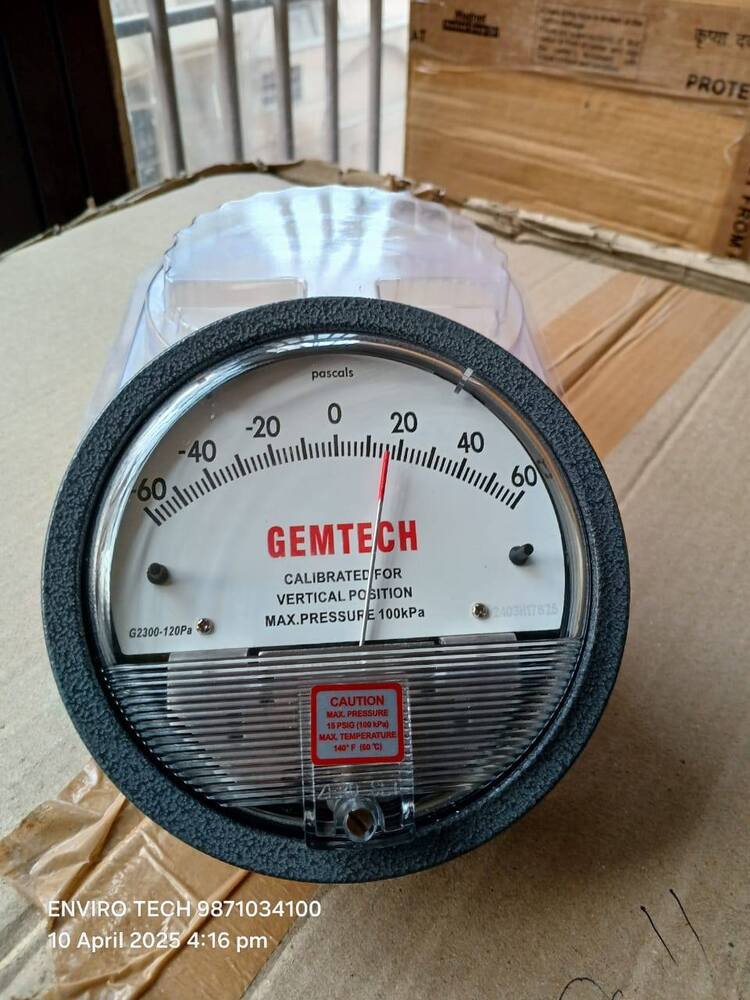 कृष्या
PROTE
FROM
pascals
-60 -40 -20 0 20 40 60
GEMTECH
CALIBRATED FOR
VERTICAL POSITION
MAX.PRESSURE 100kPa
G2300-120Pa
CAUTION
MAX. PRESSURE
15 PSIG (100 kPa)
MAX. TEMPERATURE
140° F (60 °C)
ENVIRO TECH 9871034100
10 April 2025 4:16 pm